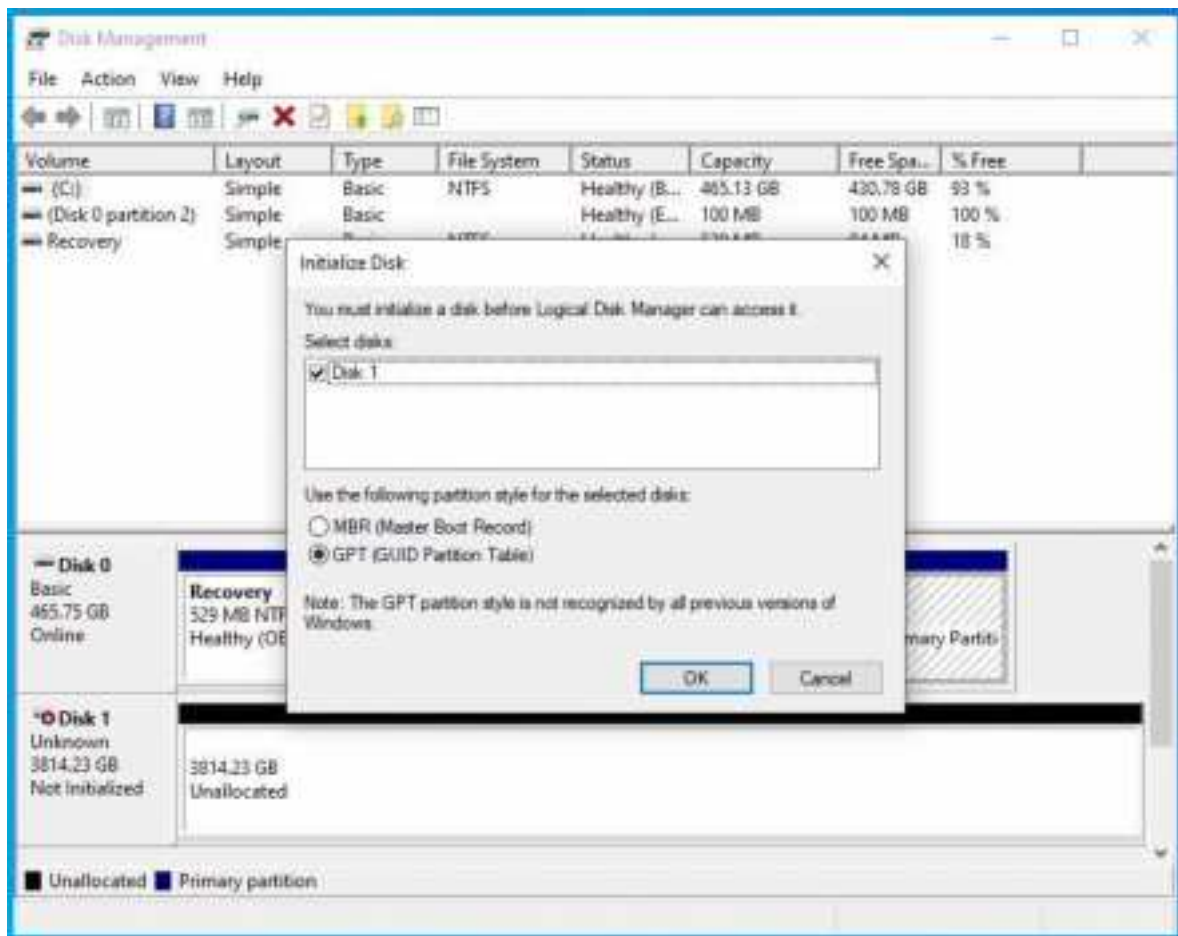 Disk Management
File Action View Help
Volume Layout Type File System Status Capacity Free Spa... % Free
(C:) Simple Basic NTFS Healthy (B... 465.13 GB 430.78 GB 93 %
(Disk 0 partition 2) Simple Basic Healthy (E... 100 MB 100 MB 100 %
Recovery Simple 18 %
Initialize Disk
You must initialize a disk before Logical Disk Manager can access it.
Select disks:
Disk 1
Use the following partition style for the selected disks:
MBR (Master Boot Record)
GPT (GUID Partition Table)
Note: The GPT partition style is not recognized by all previous versions of
Windows.
OK Cancel
Disk 0
Basic
465.75 GB
Online
Recovery
529 MB NTF
Healthy (OE
mary Partiti
Disk 1
Unknown
3814.23 GB
Not Initialized
3814.23 GB
Unallocated
Unallocated Primary partition